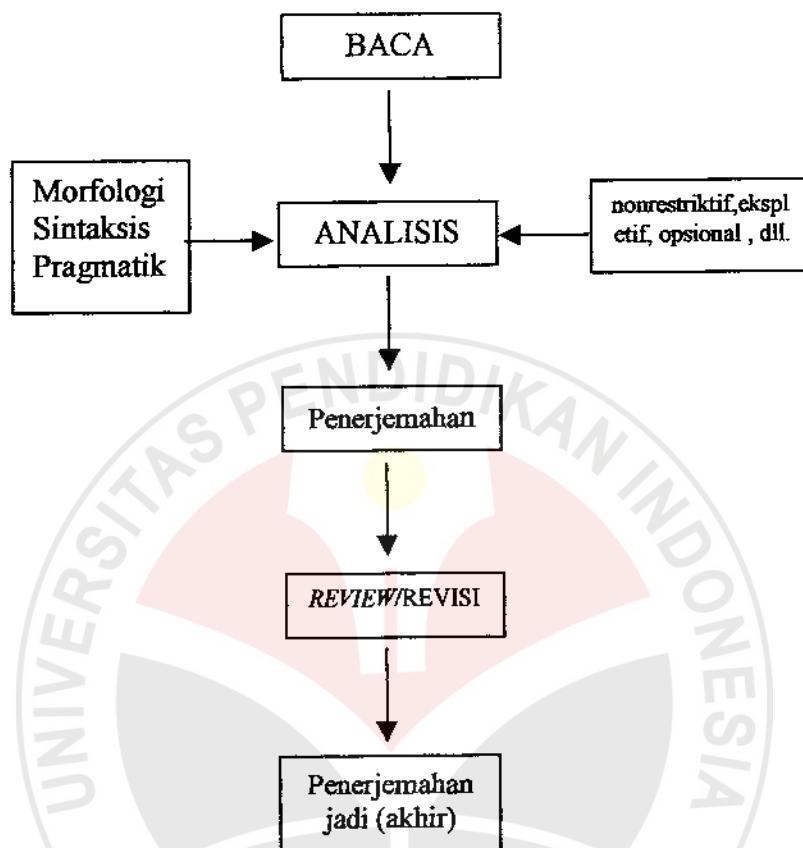 BACA
Morfologi
Sintaksis
Pragmatik
ANALISIS
nonrestriktif,ekspl
etif, opsional , dll.
Penerjemahan
REVIEW/REVISI
Penerjemahan
jadi (akhir)
UNIVERSITAS PENDIDIKAN INDONESIA